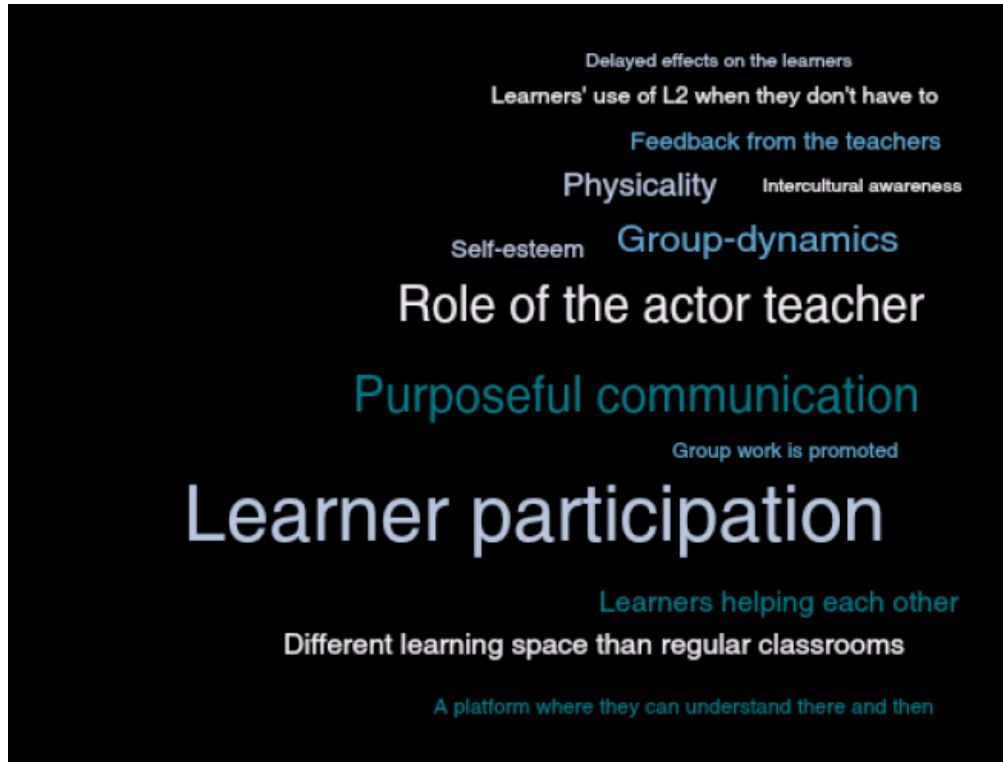 Delayed effects on the learners
Learners' use of L2 when they don't have to
Feedback from the teachers
Physicality
Intercultural awareness
Self-esteem
Group-dynamics
Role of the actor teacher
Purposeful communication
Group work is promoted
Learner participation
Learners helping each other
Different learning space than regular classrooms
A platform where they can understand there and then